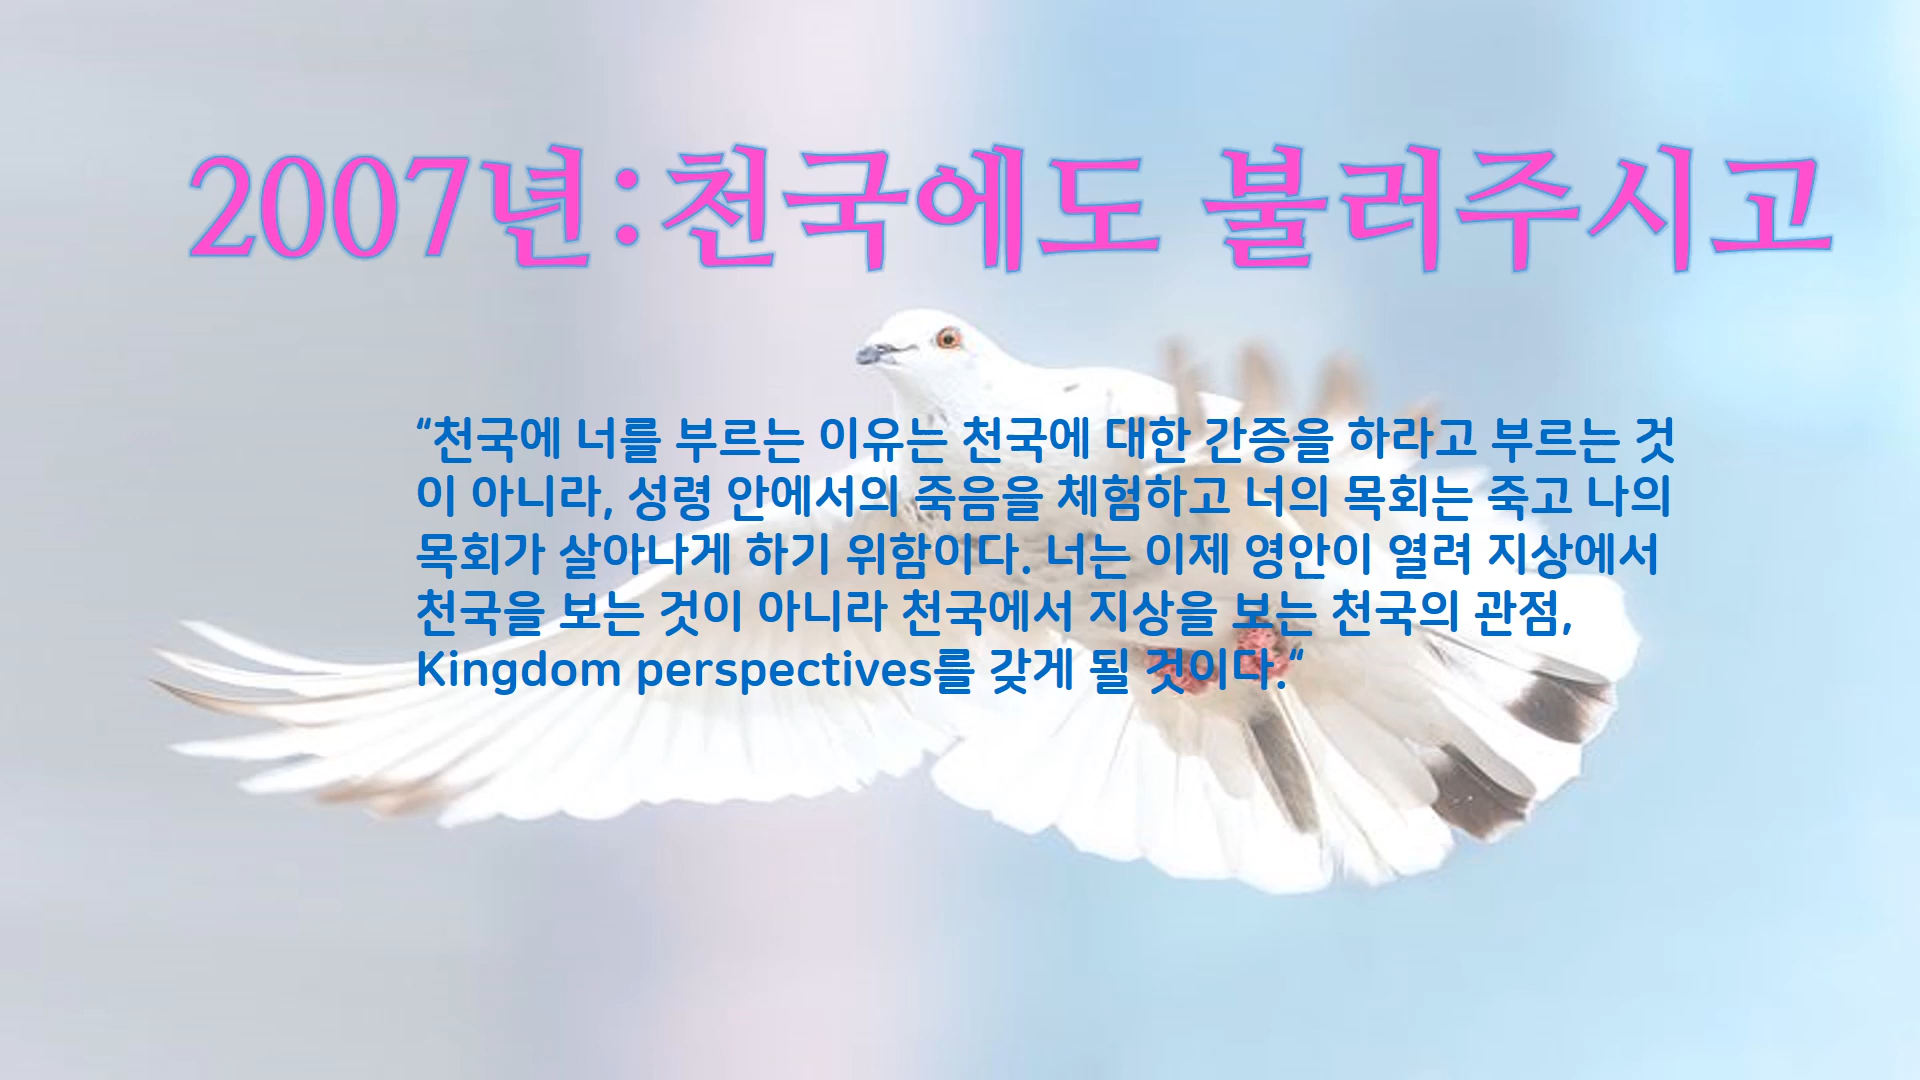 2007년:천국에도 불러주시고
“천국에 너를 부르는 이유는 천국에 대한 간증을 하라고 부르는 것
이 아니라, 성령 안에서의 죽음을 체험하고 너의 목회는 죽고 나의
목회가 살아나게 하기 위함이다. 너는 이제 영안이 열려 지상에서
천국을 보는 것이 아니라 천국에서 지상을 보는 천국의 관점,
Kingdom perspectives를 갖게 될 것이다.“